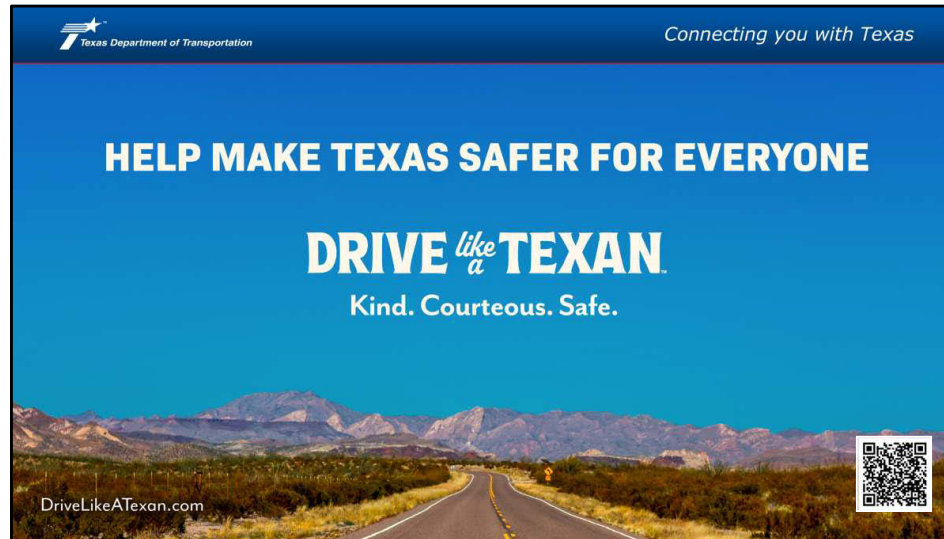 Texas Department of Transportation
Connecting you with Texas
HELP MAKE TEXAS SAFER FOR EVERYONE
DRIVE like a TEXAN™
Kind. Courteous. Safe.
DriveLikeATexan.com